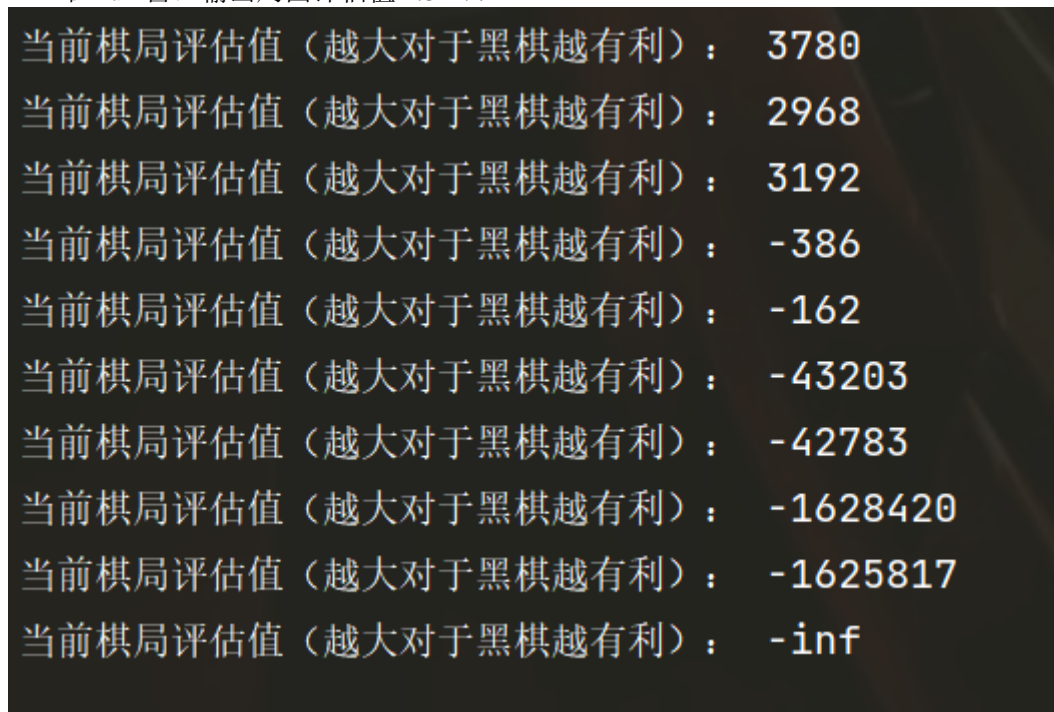 当前棋局评估值（越大对于黑棋越有利）： 3780
当前棋局评估值（越大对于黑棋越有利）： 2968
当前棋局评估值（越大对于黑棋越有利）： 3192
当前棋局评估值（越大对于黑棋越有利）： -386
当前棋局评估值（越大对于黑棋越有利）： -162
当前棋局评估值（越大对于黑棋越有利）： -43203
当前棋局评估值（越大对于黑棋越有利）： -42783
当前棋局评估值（越大对于黑棋越有利）： -1628420
当前棋局评估值（越大对于黑棋越有利）： -1625817
当前棋局评估值（越大对于黑棋越有利）： -inf